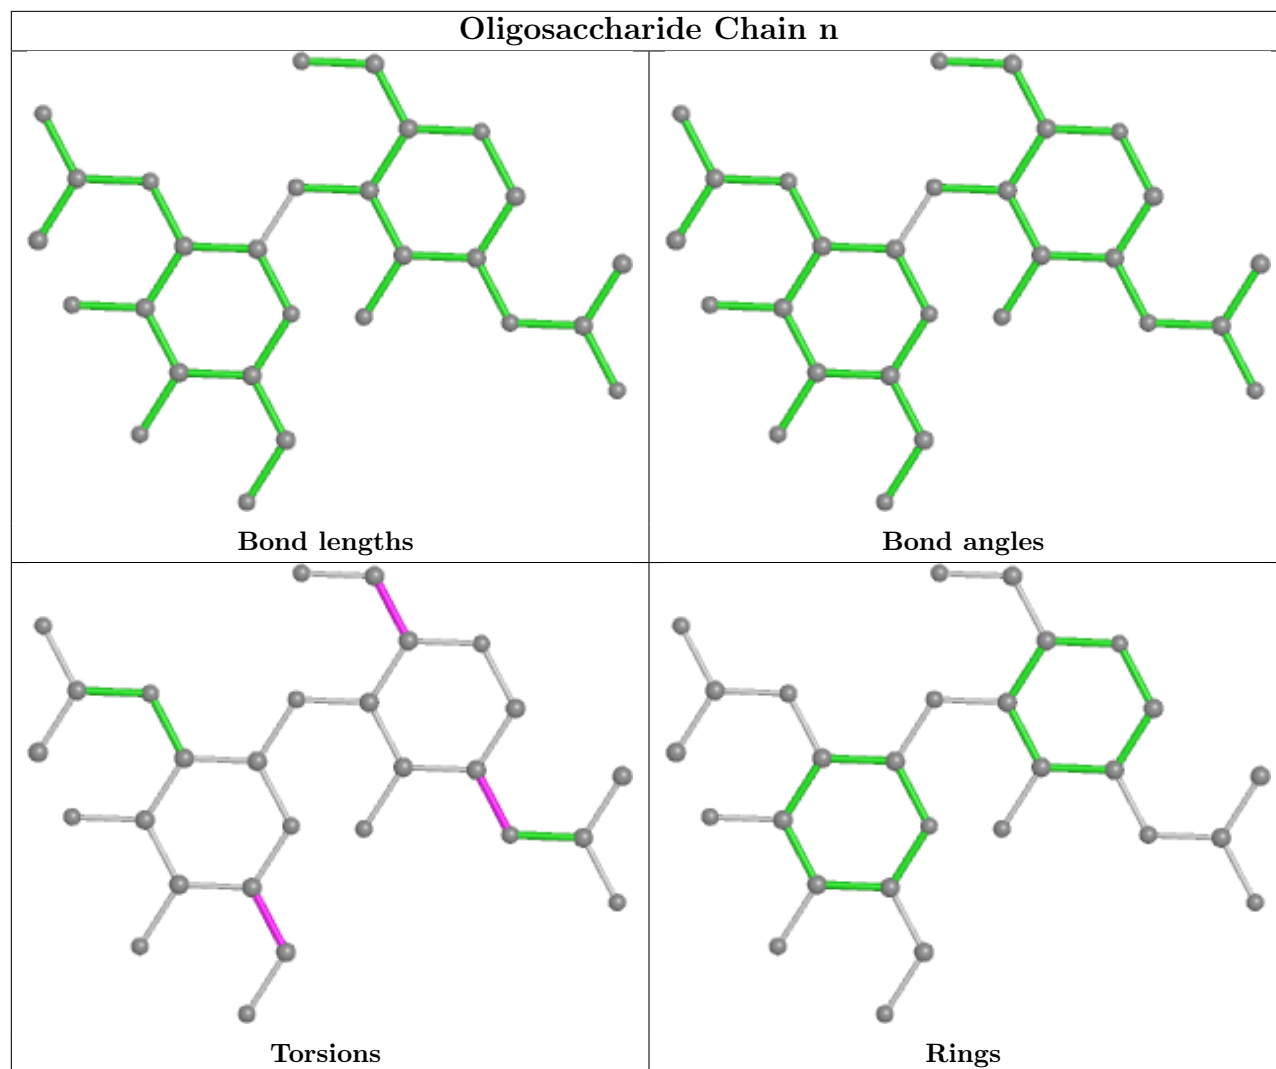 Oligosaccharide Chain n
Bond lengths
Bond angles
Torsions
Rings